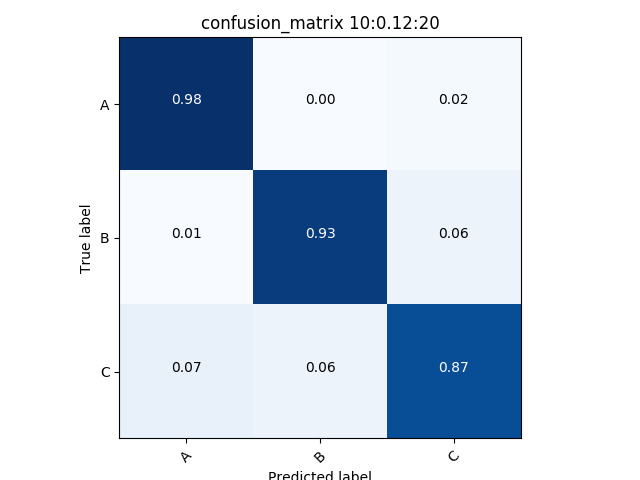 confusion_matrix 10:0.12:20
A 0.98 0.00 0.02
B 0.01 0.93 0.06
C 0.07 0.06 0.87
A B C
True label
Predicted label